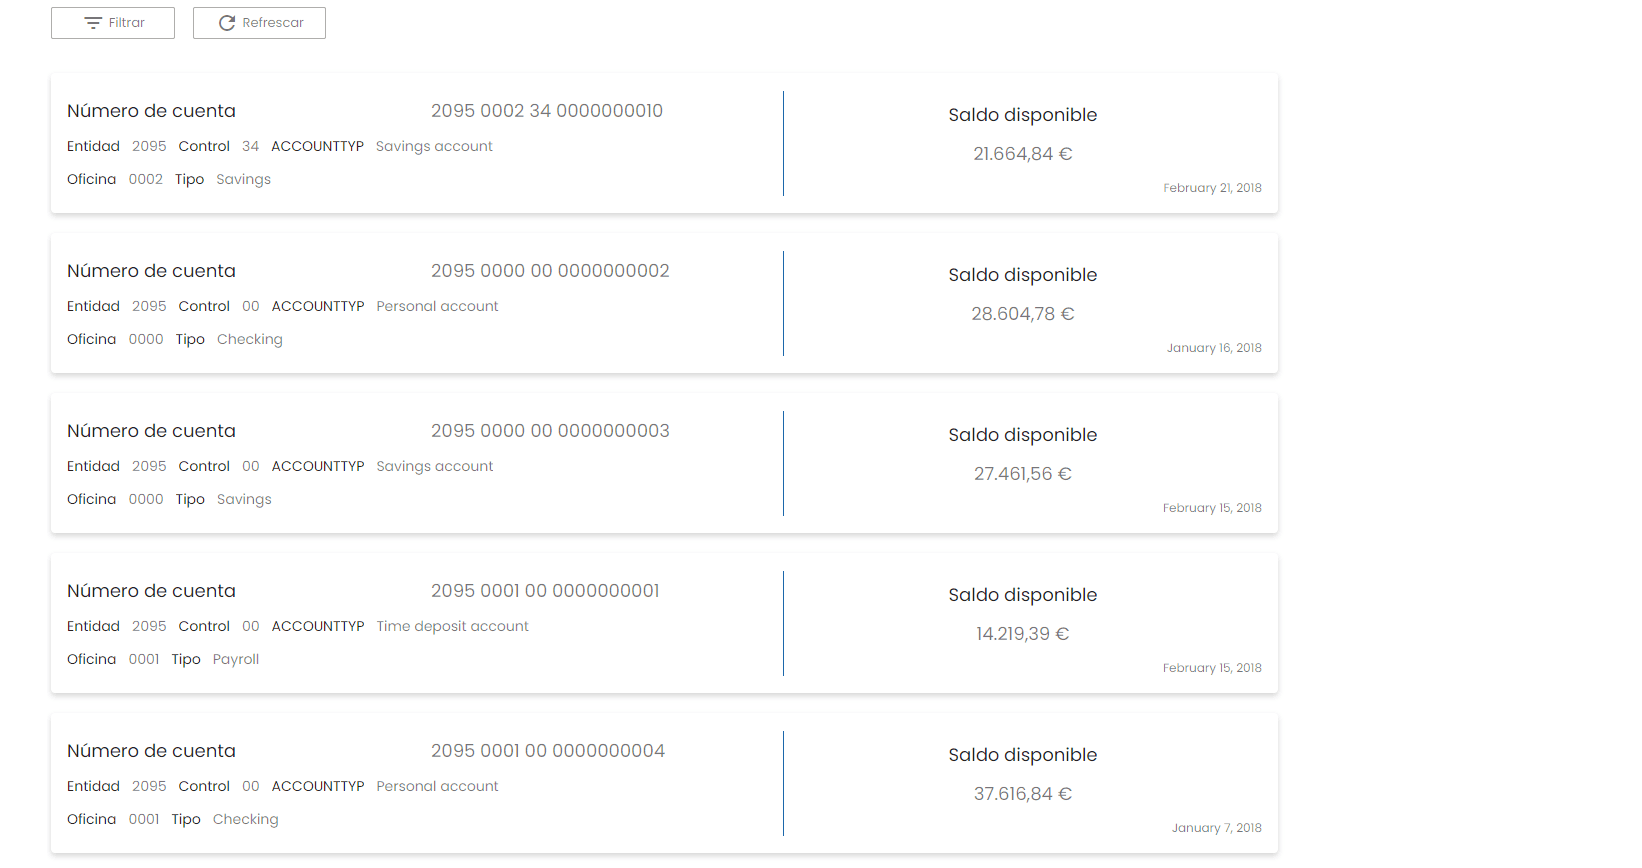 Filtrar Refrescar
Número de cuenta 2095 0002 34 0000000010 Saldo disponible
Entidad 2095 Control 34 ACCOUNTTYP Savings account 21.664,84 €
Oficina 0002 Tipo Savings February 21, 2018
Número de cuenta 2095 0000 00 0000000002 Saldo disponible
Entidad 2095 Control 00 ACCOUNTTYP Personal account 28.604,78 €
Oficina 0000 Tipo Checking January 16, 2018
Número de cuenta 2095 0000 00 0000000003 Saldo disponible
Entidad 2095 Control 00 ACCOUNTTYP Savings account 27.461,56 €
Oficina 0000 Tipo Savings February 15, 2018
Número de cuenta 2095 0001 00 0000000001 Saldo disponible
Entidad 2095 Control 00 ACCOUNTTYP Time deposit account 14.219,39 €
Oficina 0001 Tipo Payroll February 15, 2018
Número de cuenta 2095 0001 00 0000000004 Saldo disponible
Entidad 2095 Control 00 ACCOUNTTYP Personal account 37.616,84 €
Oficina 0001 Tipo Checking January 7, 2018